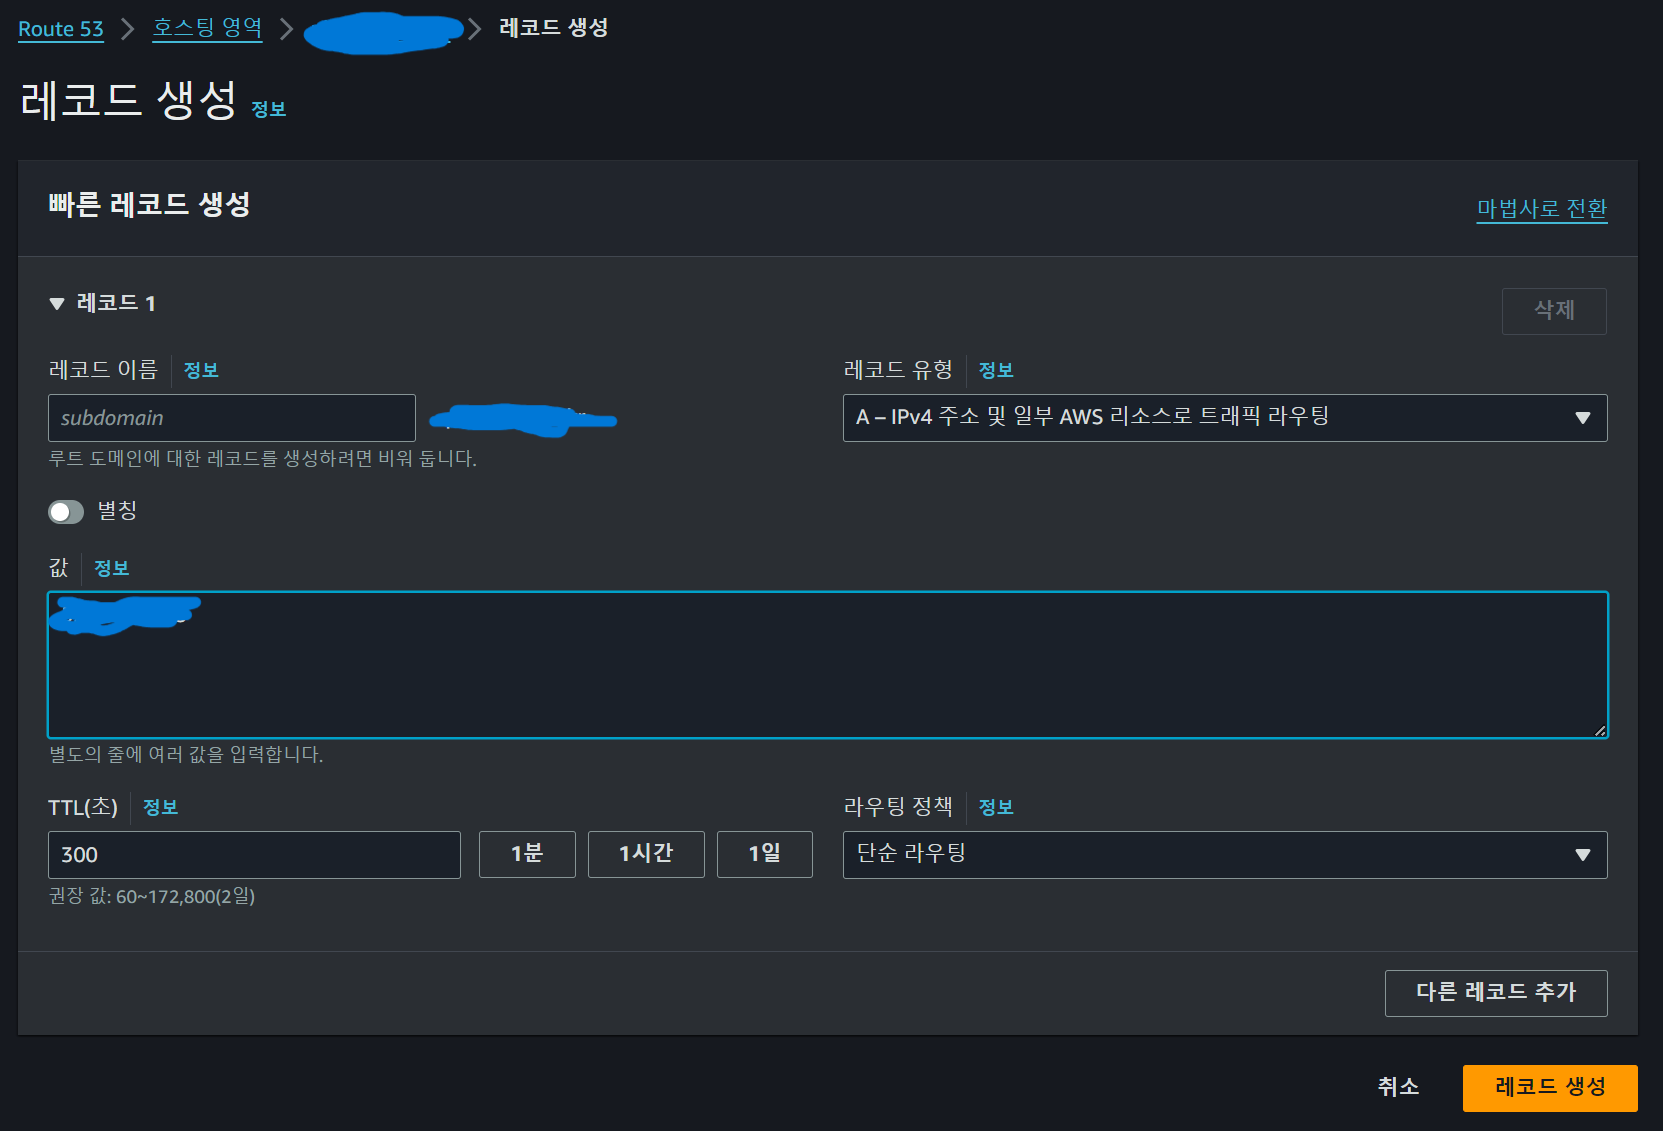 Route 53 > 호스팅 영역 > > 레코드 생성
레코드 생성 정보
빠른 레코드 생성
마법사로 전환
▼ 레코드 1
삭제
레코드 이름 정보
subdomain
루트 도메인에 대한 레코드를 생성하려면 비워 둡니다.
레코드 유형 정보
A – IPv4 주소 및 일부 AWS 리소스로 트래픽 라우팅
별칭
값 정보
별도의 줄에 여러 값을 입력합니다.
TTL(초) 정보
300
1분
1시간
1일
권장 값: 60~172,800(2일)
라우팅 정책 정보
단순 라우팅
다른 레코드 추가
취소
레코드 생성